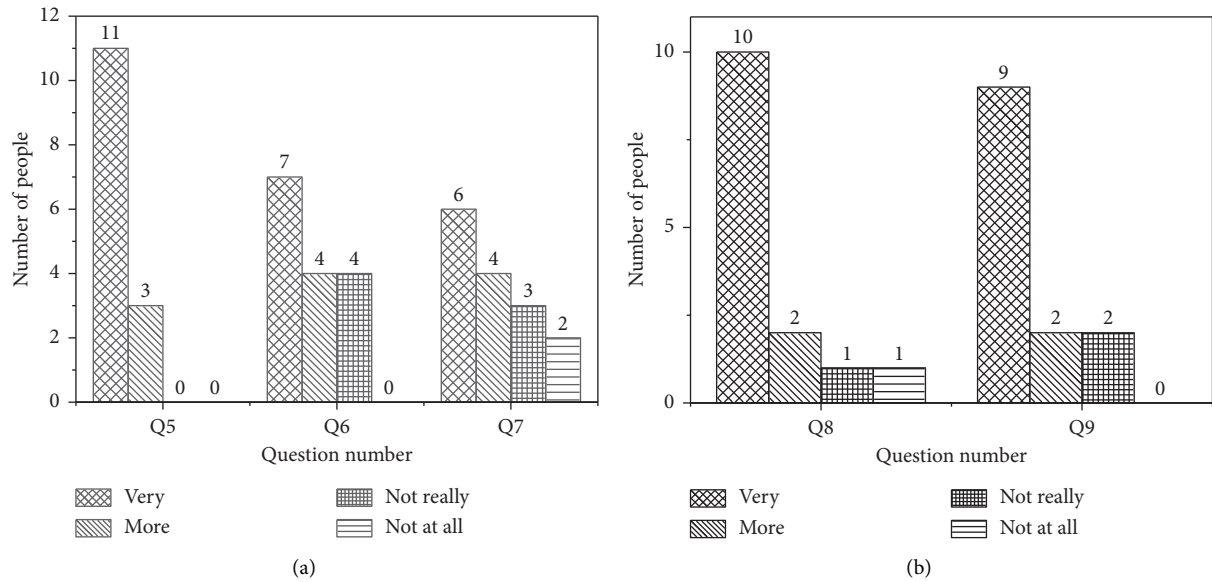 12
10
8
6
4
2
0
Number of people
11
3
0 0
7
4 4
0
6
4
3
2
Q5 Q6 Q7
Question number
Very
Not really
More
Not at all
(a)
10
5
0
Number of people
10
2
1 1
9
2 2
0
Q8 Q9
Question number
Very
Not really
More
Not at all
(b)